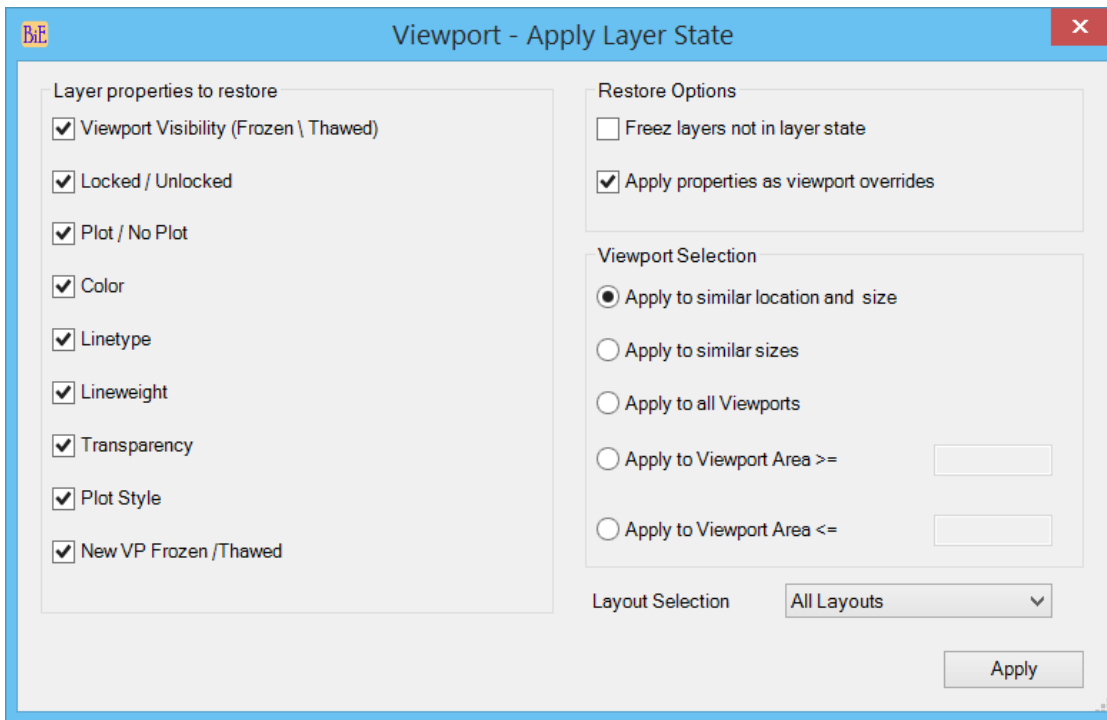 BiE
Viewport - Apply Layer State
Layer properties to restore
Viewport Visibility (Frozen \ Thawed)
Locked / Unlocked
Plot / No Plot
Color
Linetype
Lineweight
Transparency
Plot Style
New VP Frozen /Thawed
Restore Options
Freez layers not in layer state
Apply properties as viewport overrides
Viewport Selection
Apply to similar location and  size
Apply to similar sizes
Apply to all Viewports
Apply to Viewport Area >=
Apply to Viewport Area <=
Layout Selection
All Layouts
Apply